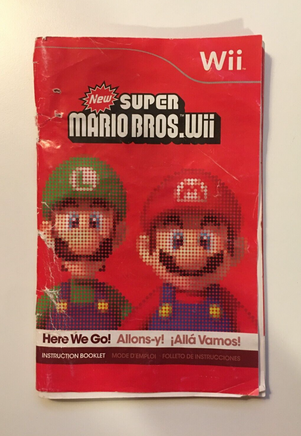 Wii
New SUPER
MARIO BROS. Wii
L M
Here We Go! Allons-y! ¡Allá Vamos!
INSTRUCTION BOOKLET MODE D'EMPLOI FOLLETO DE INSTRUCCIONES